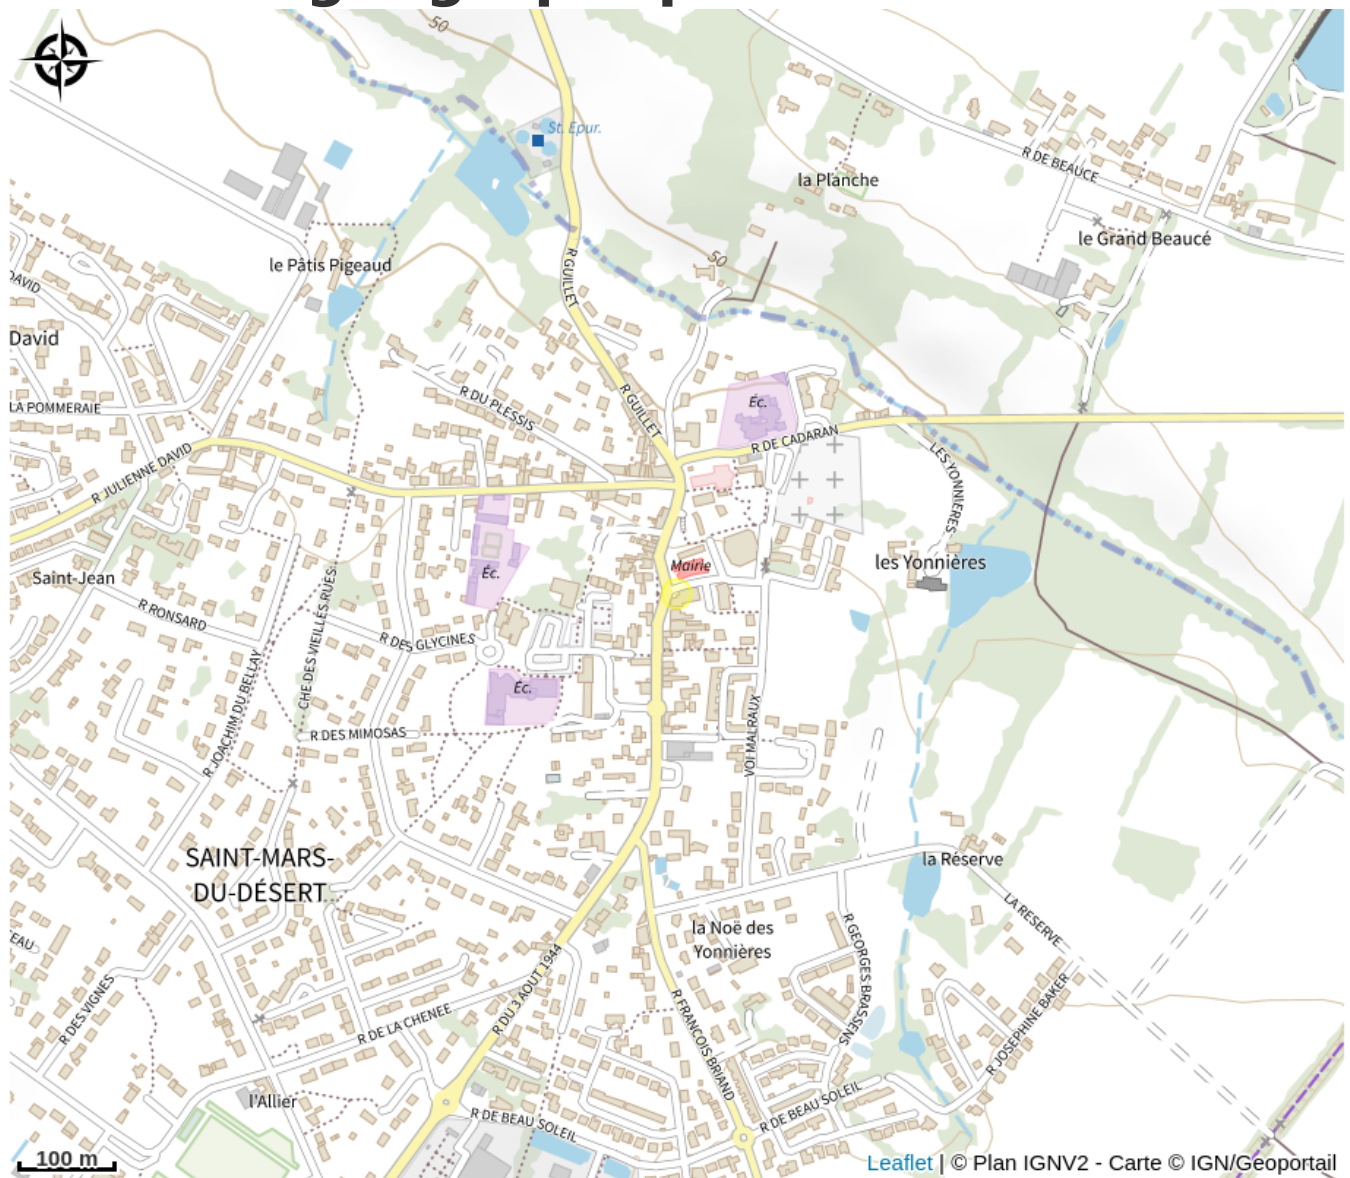 50
St. Epur.
R DE BEAUCE
la Planche
le Grand Beaucé
le Pâtis Pigeaud
50
R GUILLET
DAVID
David
LA POMMERAIE
R DU PLESSIS
R GUILLET
Éc.
R DE CADARAN
R JULIENNE DAVID
LES YONNIERES
Mairie
les Yonnières
Éc.
Saint-Jean
R RONSARD
CHE DES VIEILLES RUES
R DES GLYCINES
R JOACHIM DU BELLAY
Éc.
R DES MIMOSAS
VOI MALRAUX
SAINT-MARS-
DU-DÉSERT
la Réserve
LA RESERVE
la Noë des
Yonnières
R GEORGES BRASSENS
EAU
R DES VIGNES
R DE LA CHENEE
R DU 3 AOUT 1944
R FRANCOIS BRIAND
R JOSEPHINE BAKER
l'Allier
R DE BEAU SOLEIL
R DE BEAU SOLEIL
100 m
Leaflet | © Plan IGNV2 - Carte © IGN/Geoportail